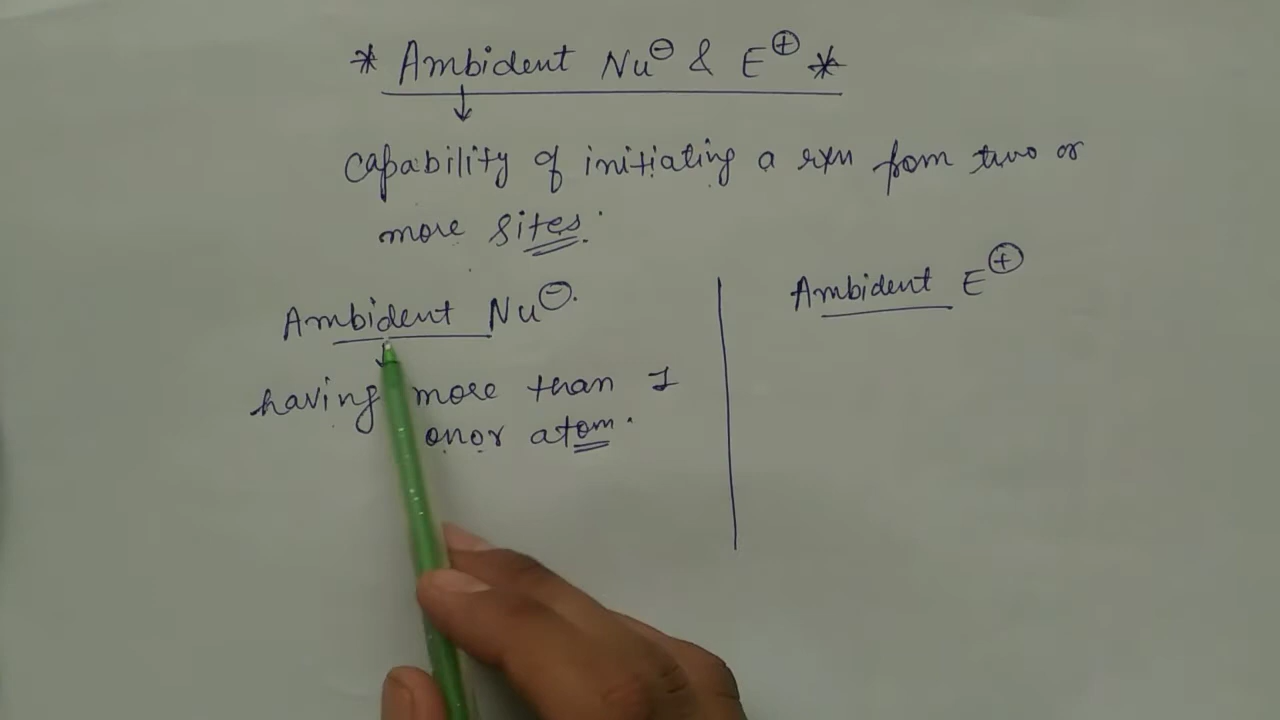 * Ambident Nu⊖ & E⊕ *
Capability of initiating a rxn from two or
more sites.
Ambident Nu⊖.
having more than 1
onor atom.
Ambident E⊕